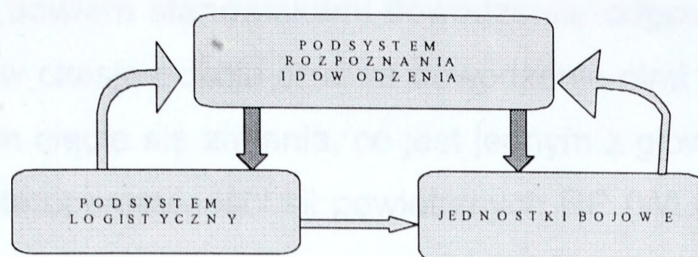 PODSYSTEM
ROZPOZNANIA
I DOWODZENIA
PODSYSTEM
LOGISTYCZNY
JEDNOSTKI BOJOWE